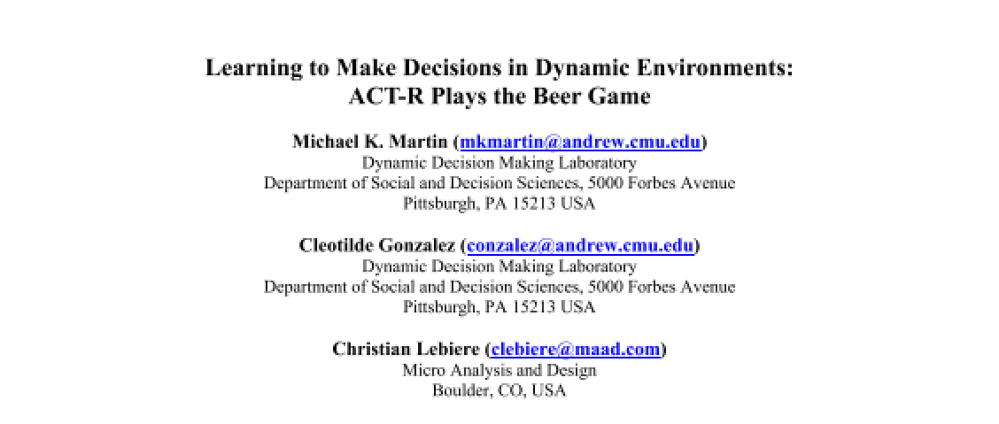 Learning to Make Decisions in Dynamic Environments:
ACT-R Plays the Beer Game
Michael K. Martin (mkmartin@andrew.cmu.edu)
Dynamic Decision Making Laboratory
Department of Social and Decision Sciences, 5000 Forbes Avenue
Pittsburgh, PA 15213 USA
Cleotilde Gonzalez (conzalez@andrew.cmu.edu)
Dynamic Decision Making Laboratory
Department of Social and Decision Sciences, 5000 Forbes Avenue
Pittsburgh, PA 15213 USA
Christian Lebiere (clebiere@maad.com)
Micro Analysis and Design
Boulder, CO, USA